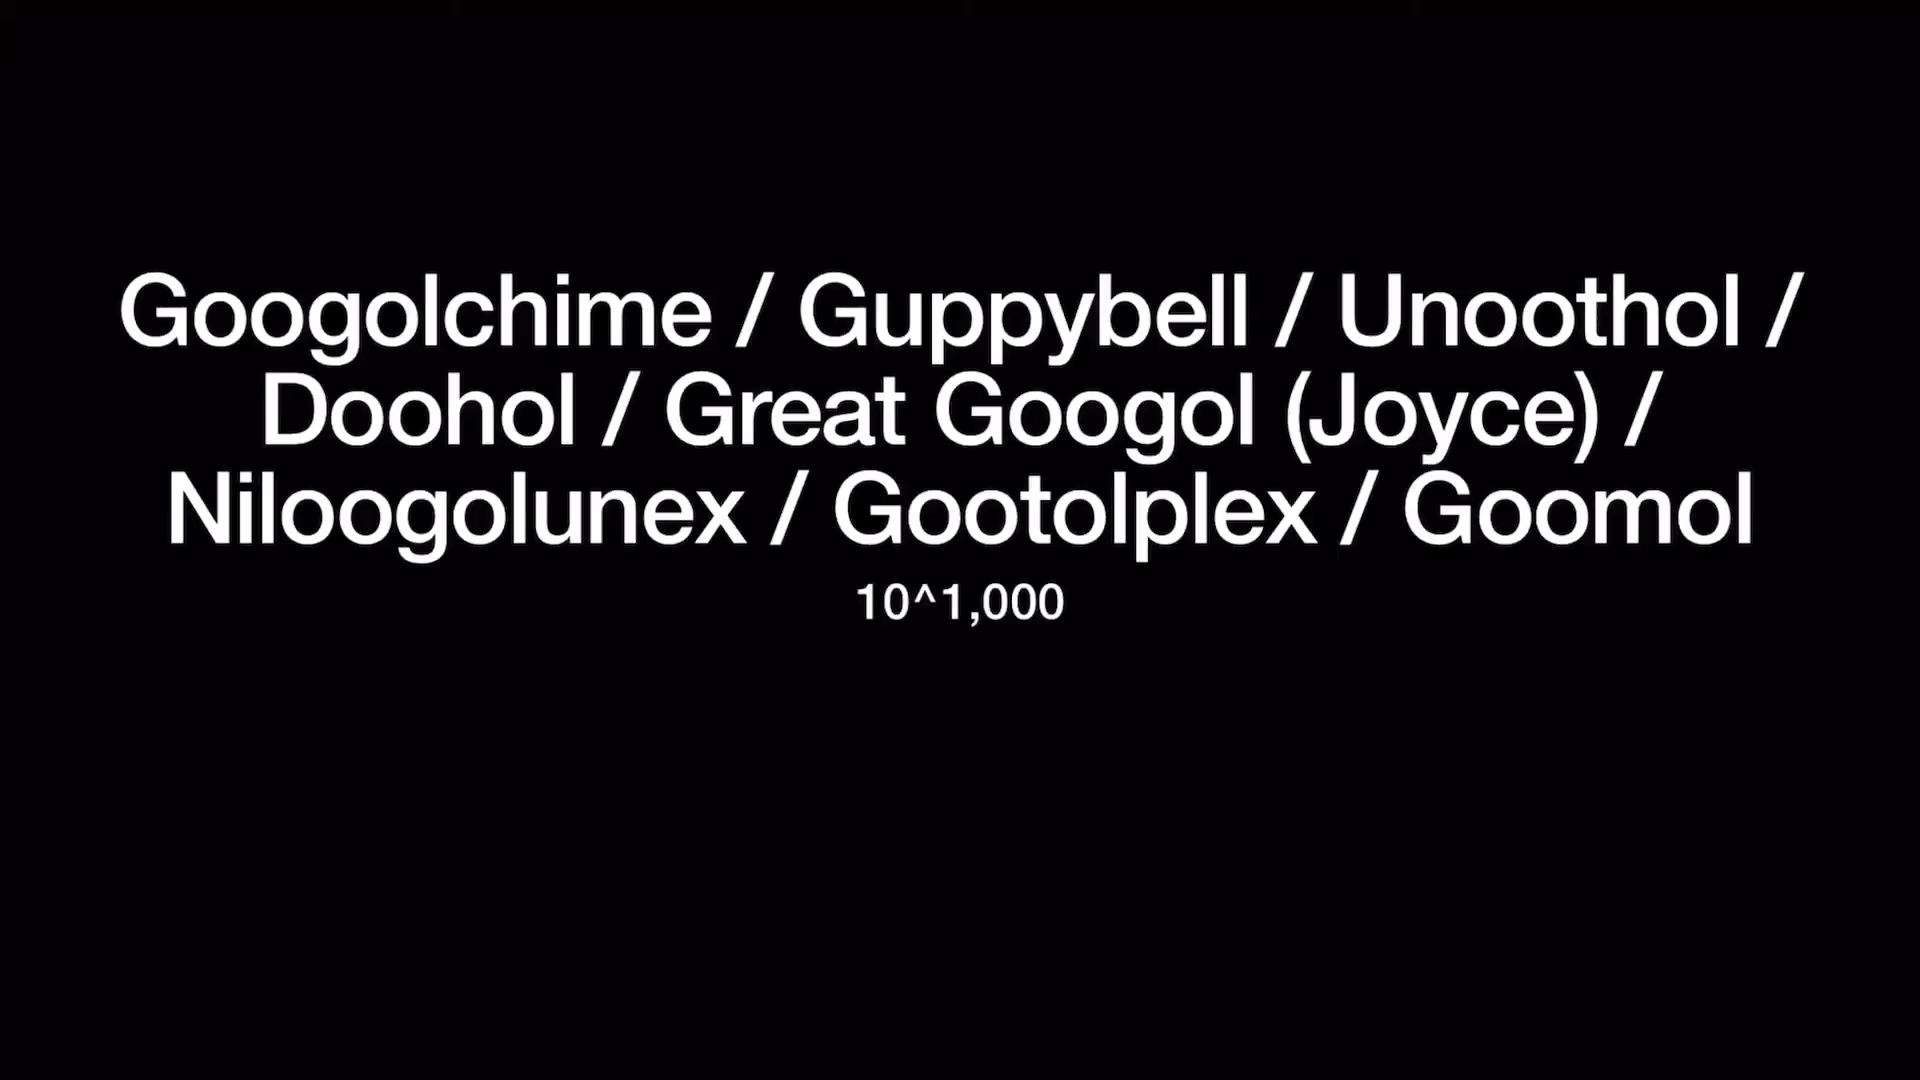 Googolchime / Guppybell / Unoothol /
Doohol / Great Googol (Joyce) /
Niloogolunex / Gootolplex / Goomol
10^1,000